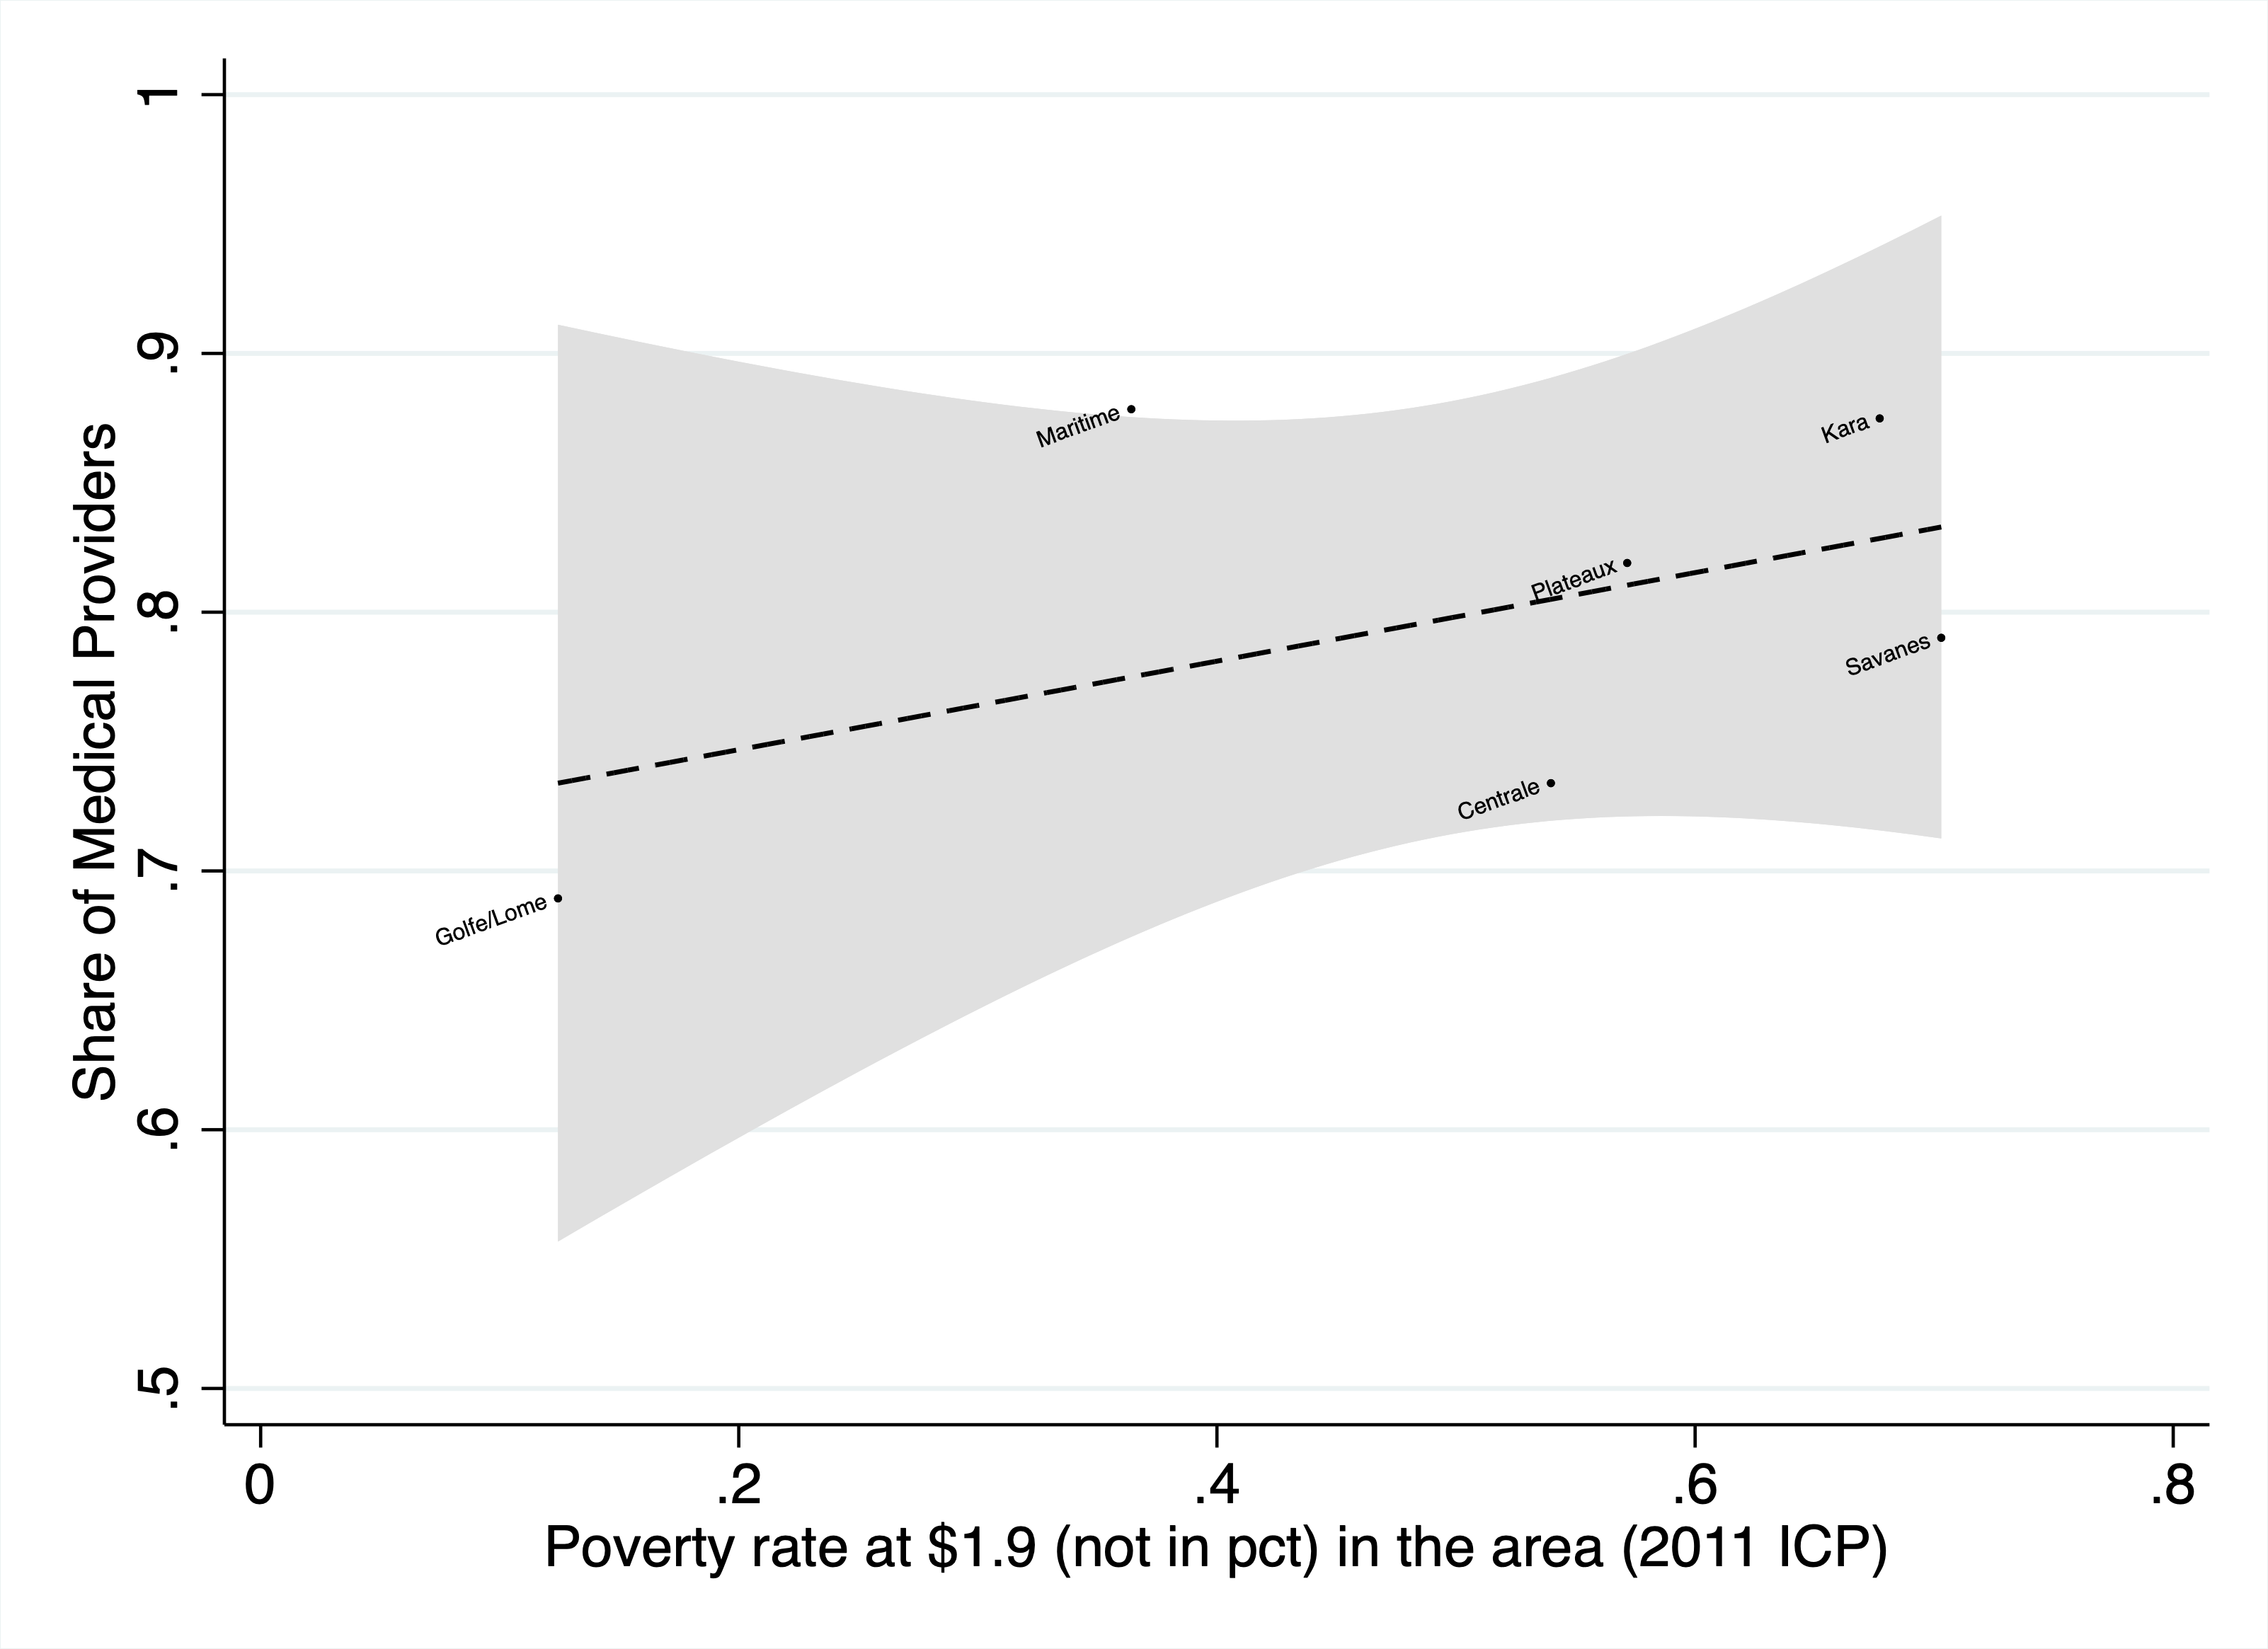 Share of Medical Providers
1
.9
.8
.7
.6
.5
Maritime
Kara
Plateaux
Savanes
Centrale
Golfe/Lome
0
.2
.4
.6
.8
Poverty rate at $1.9 (not in pct) in the area (2011 ICP)